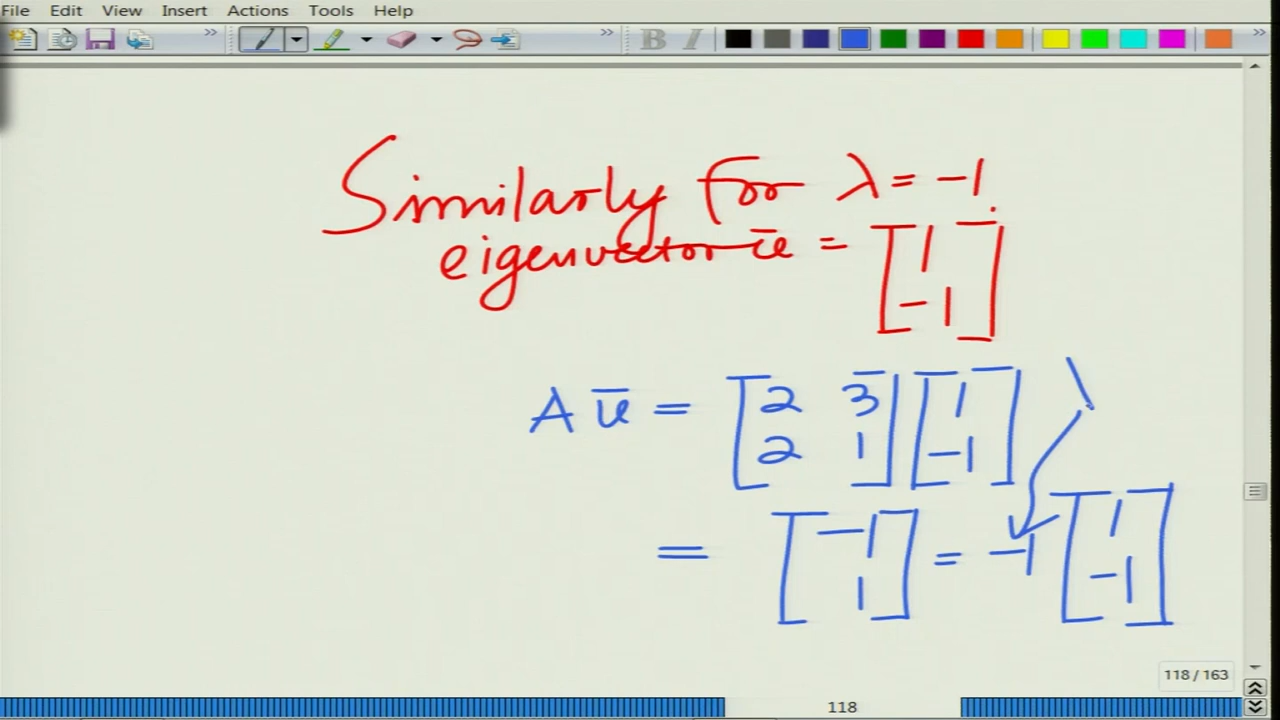 File Edit View Insert Actions Tools Help
B I
Similarly for λ = -1.
eigenvector ū = [1 -1]
A ū = [2 3 2 1] [1 -1] λ
= [-1 1] = -1 [1 -1]
118 / 163
118